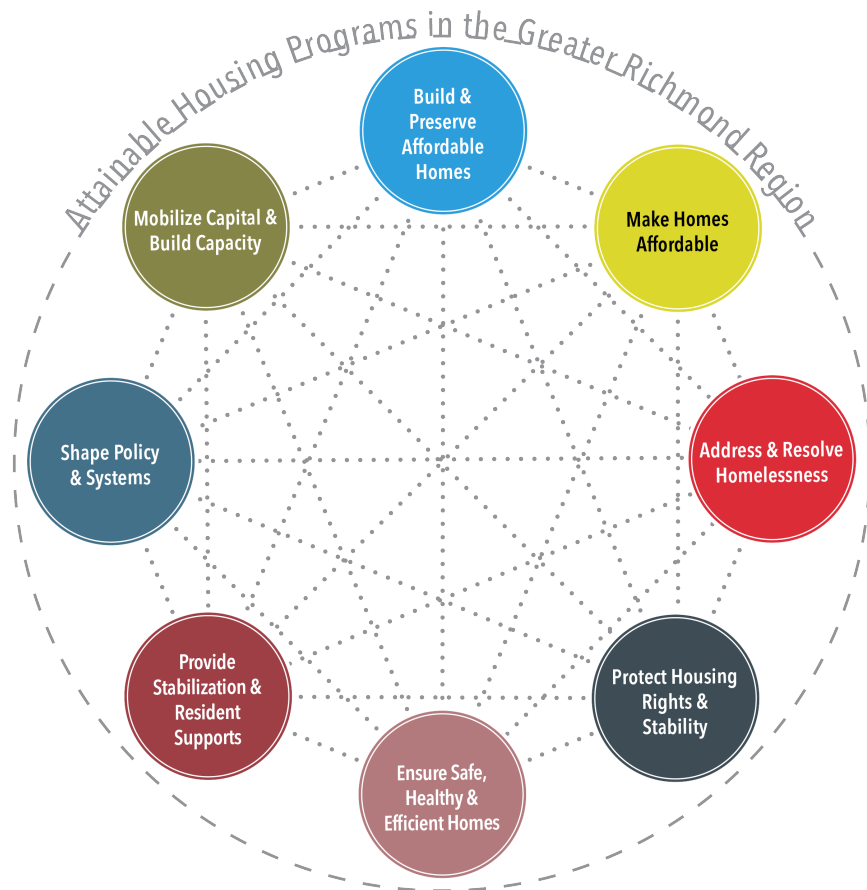 Attainable Housing Programs in the Greater Richmond Region
Build &
Preserve
Affordable
Homes
Make Homes
Affordable
Address & Resolve
Homelessness
Protect Housing
Rights &
Stability
Ensure Safe,
Healthy &
Efficient Homes
Provide
Stabilization &
Resident
Supports
Shape Policy
& Systems
Mobilize Capital &
Build Capacity